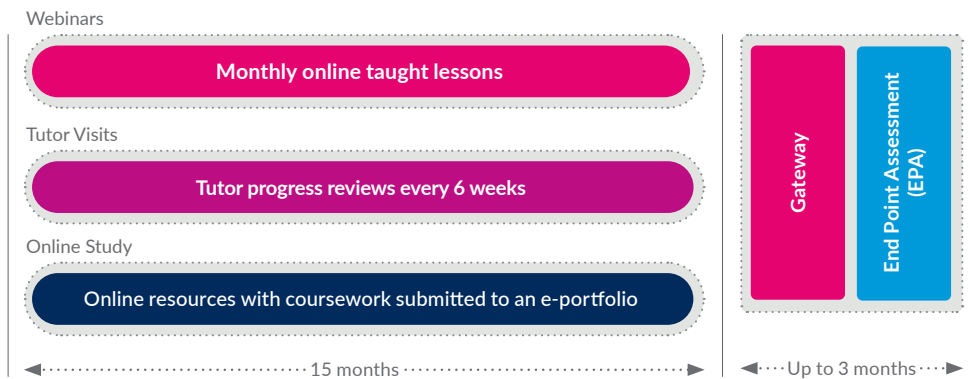 Webinars
Monthly online taught lessons
Tutor Visits
Tutor progress reviews every 6 weeks
Online Study
Online resources with coursework submitted to an e-portfolio
15 months
Gateway
End Point Assessment
(EPA)
Up to 3 months